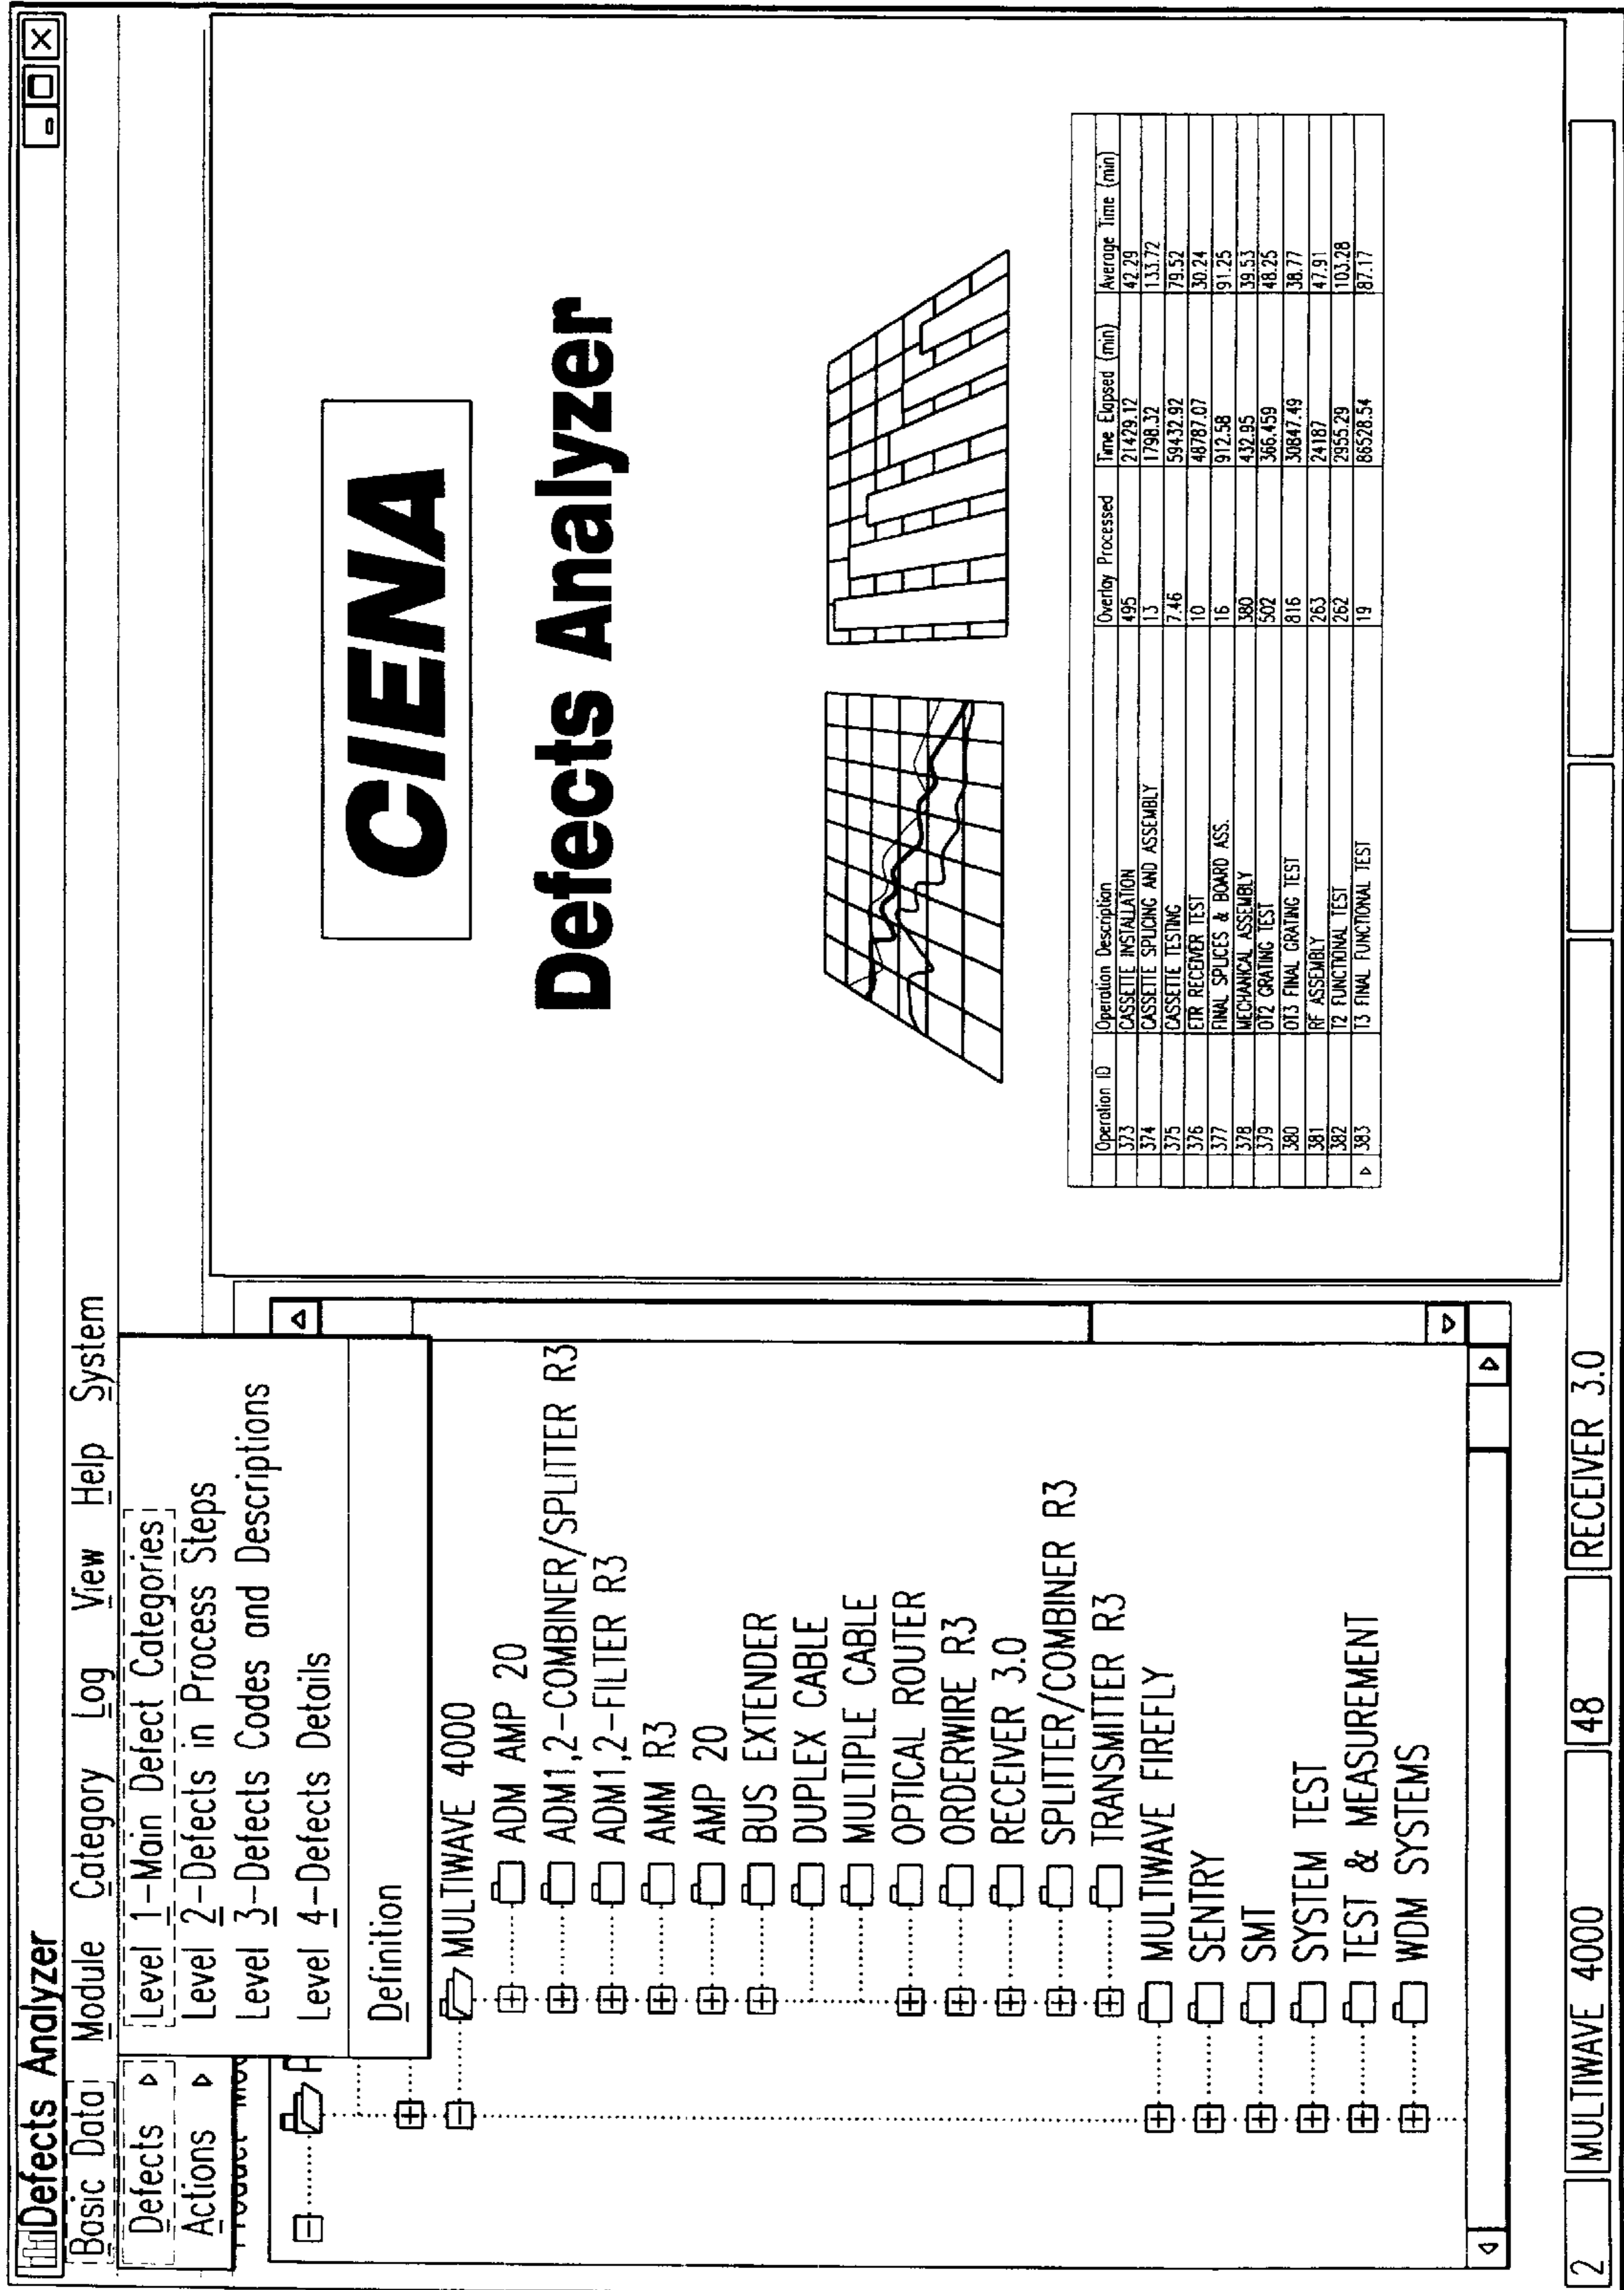 Defects Analyzer
Basic Data Module Category Log View Help System
Defects
Actions
Level 1-Main Defect Categories
Level 2-Defects in Process Steps
Level 3-Defects Codes and Descriptions
Level 4-Defects Details
Definition
MULTIWAVE 4000
ADM AMP 20
ADM1,2-COMBINER/SPLITTER R3
ADM1,2-FILTER R3
AMM R3
AMP 20
BUS EXTENDER
DUPLEX CABLE
MULTIPLE CABLE
OPTICAL ROUTER
ORDERWIRE R3
RECEIVER 3.0
SPLITTER/COMBINER R3
TRANSMITTER R3
MULTIWAVE FIREFLY
SENTRY
SMT
SYSTEM TEST
TEST & MEASUREMENT
WDM SYSTEMS
CIENA
Defects Analyzer
Operation ID Operation Description Overlay Processed Time Elapsed (min) Average Time (min)
373 CASSETTE INSTALLATION 495 21429.12 42.29
374 CASSETTE SPLICING AND ASSEMBLY 13 1798.32 133.72
375 CASSETTE TESTING 7.46 59432.92 79.52
376 ETR RECEIVER TEST 10 48787.07 30.24
377 FINAL SPLICES & BOARD ASS. 16 912.58 91.25
378 MECHANICAL ASSEMBLY 380 432.95 39.53
379 OT2 GRATING TEST 502 366.459 48.25
380 OT3 FINAL GRATING TEST 816 30847.49 38.77
381 RF ASSEMBLY 263 24187 47.91
382 T2 FUNCTIONAL TEST 262 2955.29 103.28
383 T3 FINAL FUNCTIONAL TEST 19 86528.54 87.17
2 MULTIWAVE 4000 48 RECEIVER 3.0